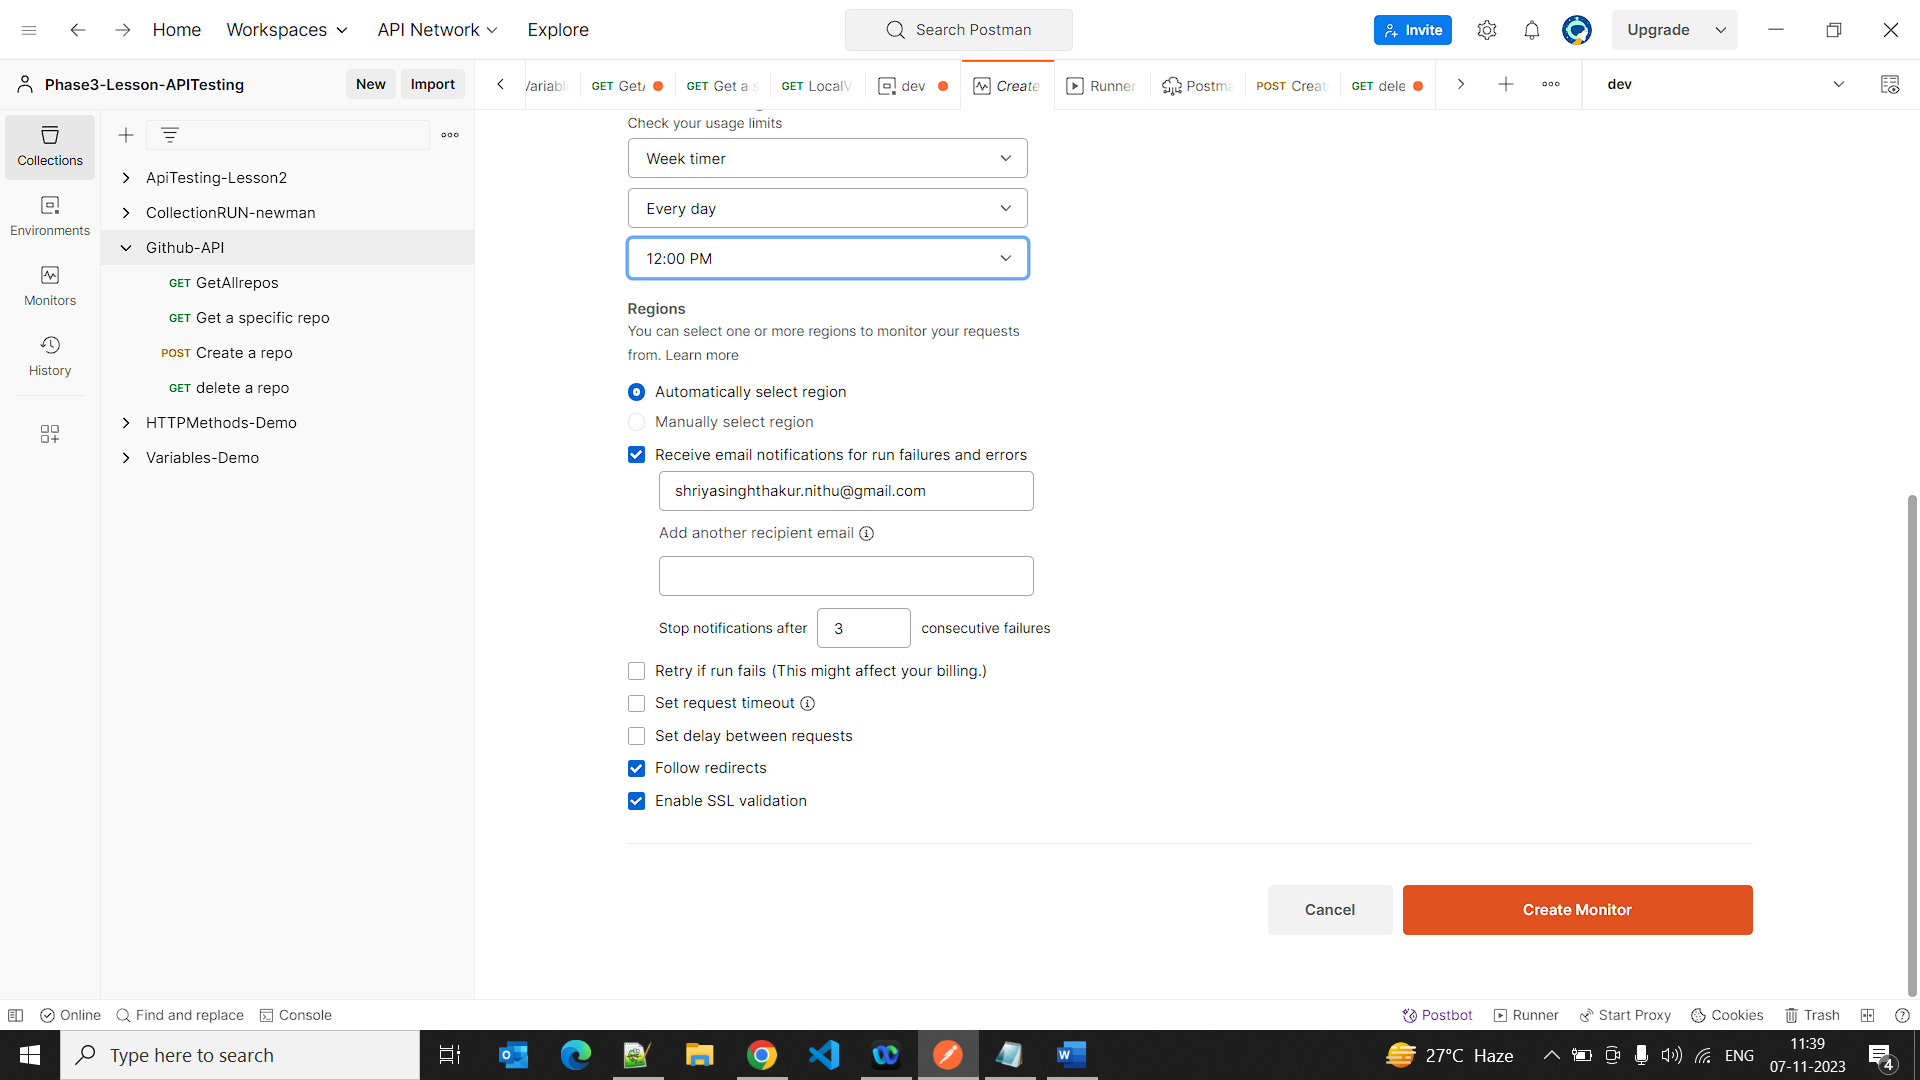 Home
Workspaces
API Network
Explore
Search Postman
Invite
Upgrade
Phase3-Lesson-APITesting
New
Import
Variabl
GET Get
GET Get a s
GET LocalV
dev
Create
Runner
Postma
POST Creat
GET dele
dev
Collections
Environments
Monitors
History
ApiTesting-Lesson2
CollectionRUN-newman
Github-API
GET GetAllrepos
GET Get a specific repo
POST Create a repo
GET delete a repo
HTTPMethods-Demo
Variables-Demo
Check your usage limits
Week timer
Every day
12:00 PM
Regions
You can select one or more regions to monitor your requests
from. Learn more
Automatically select region
Manually select region
Receive email notifications for run failures and errors
shriyasinghthakur.nithu@gmail.com
Add another recipient email
Stop notifications after 3 consecutive failures
Retry if run fails (This might affect your billing.)
Set request timeout
Set delay between requests
Follow redirects
Enable SSL validation
Cancel
Create Monitor
Online
Find and replace
Console
Postbot
Runner
Start Proxy
Cookies
Trash
Type here to search
27°C Haze
ENG
11:39
07-11-2023
4